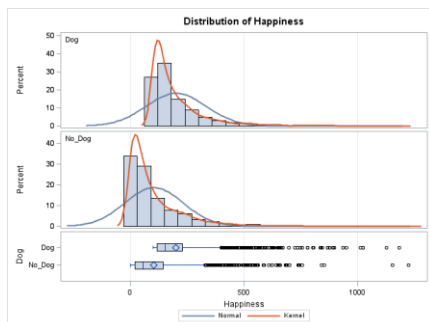 Distribution of Happiness
Dog
50
40
30
20
10
0
Percent
No_Dog
40
30
20
10
0
Percent
Dog
Dog
No_Dog
0
500
1000
Happiness
Normal
Kernel